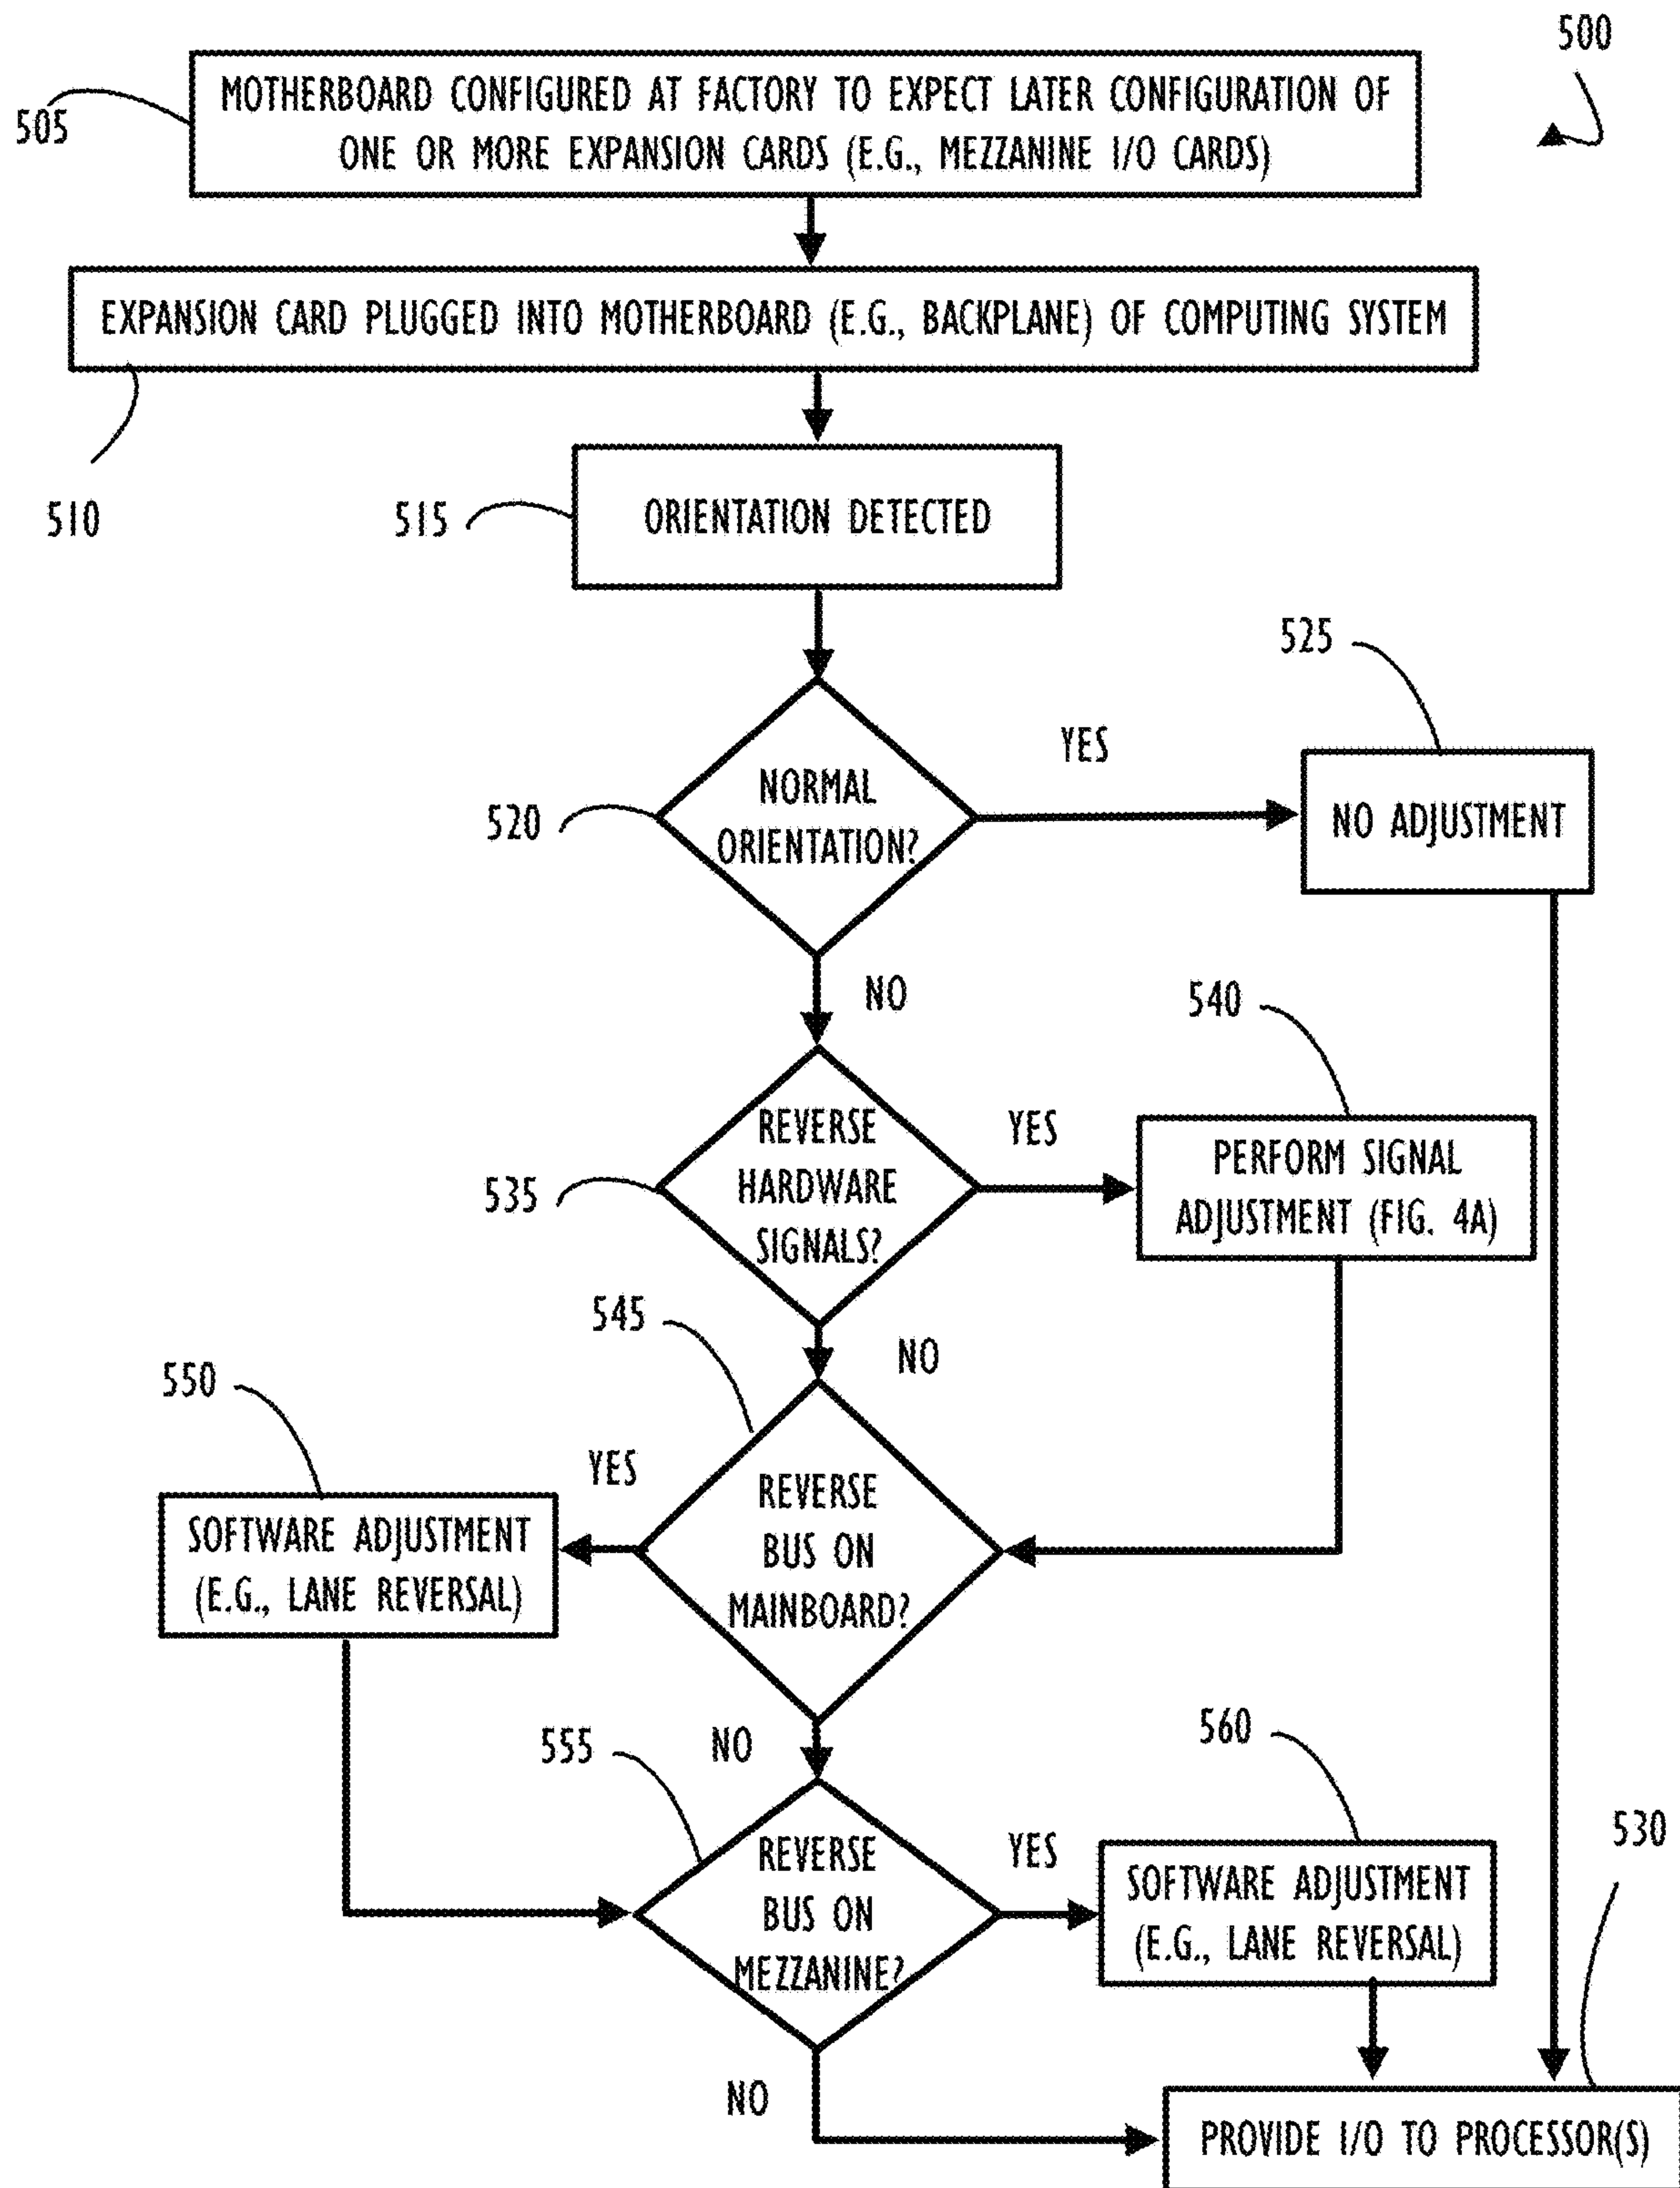 500
505
MOTHERBOARD CONFIGURED AT FACTORY TO EXPECT LATER CONFIGURATION OF
ONE OR MORE EXPANSION CARDS (E.G., MEZZANINE I/O CARDS)
EXPANSION CARD PLUGGED INTO MOTHERBOARD (E.G., BACKPLANE) OF COMPUTING SYSTEM
510
515
ORIENTATION DETECTED
520
NORMAL
ORIENTATION?
YES
525
NO ADJUSTMENT
NO
535
REVERSE
HARDWARE
SIGNALS?
YES
540
PERFORM SIGNAL
ADJUSTMENT (FIG. 4A)
NO
545
REVERSE
BUS ON
MAINBOARD?
YES
550
SOFTWARE ADJUSTMENT
(E.G., LANE REVERSAL)
NO
555
REVERSE
BUS ON
MEZZANINE?
YES
560
SOFTWARE ADJUSTMENT
(E.G., LANE REVERSAL)
NO
530
PROVIDE I/O TO PROCESSOR(S)